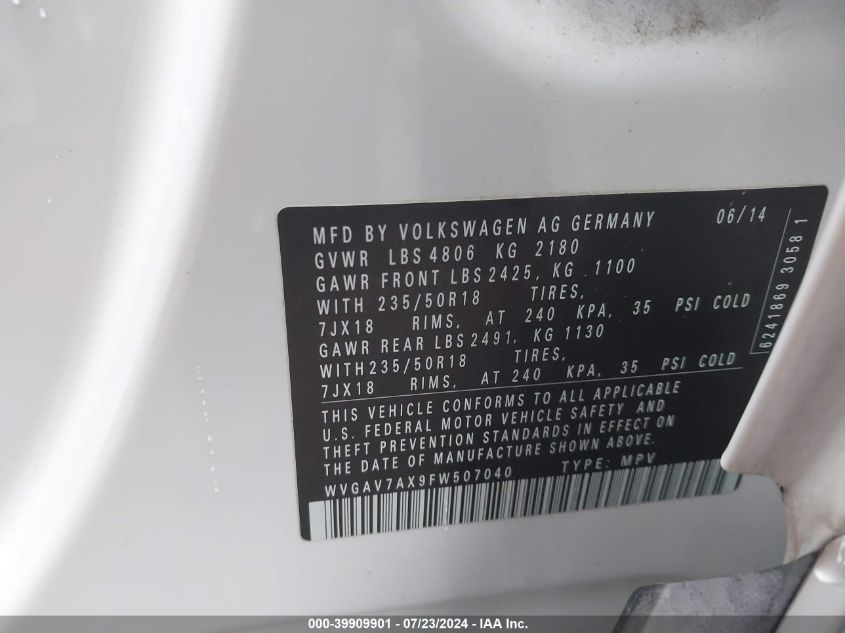 MFD BY VOLKSWAGEN AG GERMANY 06/14
GVWR LBS 4806 KG 2180
GAWR FRONT LBS 2425, KG 1100
WITH 235/50R18 TIRES,
7JX18 RIMS, AT 240 KPA, 35 PSI COLD
GAWR REAR LBS 2491, KG 1130
WITH 235/50R18 TIRES,
7JX18 RIMS, AT 240 KPA, 35 PSI COLD
THIS VEHICLE CONFORMS TO ALL APPLICABLE
U.S. FEDERAL MOTOR VEHICLE SAFETY AND
THEFT PREVENTION STANDARDS IN EFFECT ON
THE DATE OF MANUFACTURE SHOWN ABOVE.
WVGAV7AX9FW507040 TYPE: MPV
6241869 30581
000-39909901 - 07/23/2024 - IAA Inc.